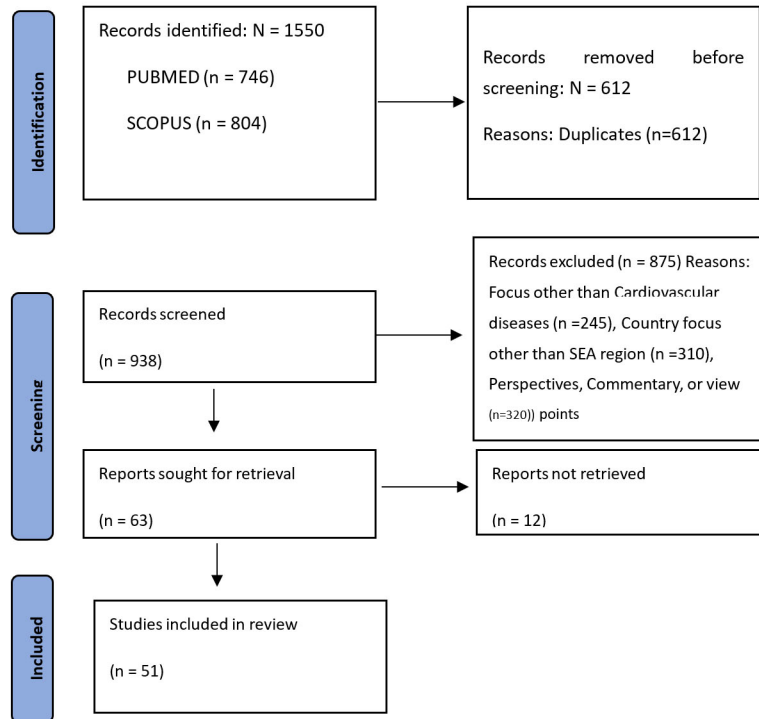 Identification
Records identified: N = 1550
PUBMED (n = 746)
SCOPUS (n = 804)
Records removed before
screening: N = 612
Reasons: Duplicates (n=612)
Screening
Records screened
(n = 938)
Records excluded (n = 875) Reasons:
Focus other than Cardiovascular
diseases (n =245), Country focus
other than SEA region (n =310),
Perspectives, Commentary, or view
(n=320)) points
Reports sought for retrieval
(n = 63)
Reports not retrieved
(n = 12)
Included
Studies included in review
(n = 51)